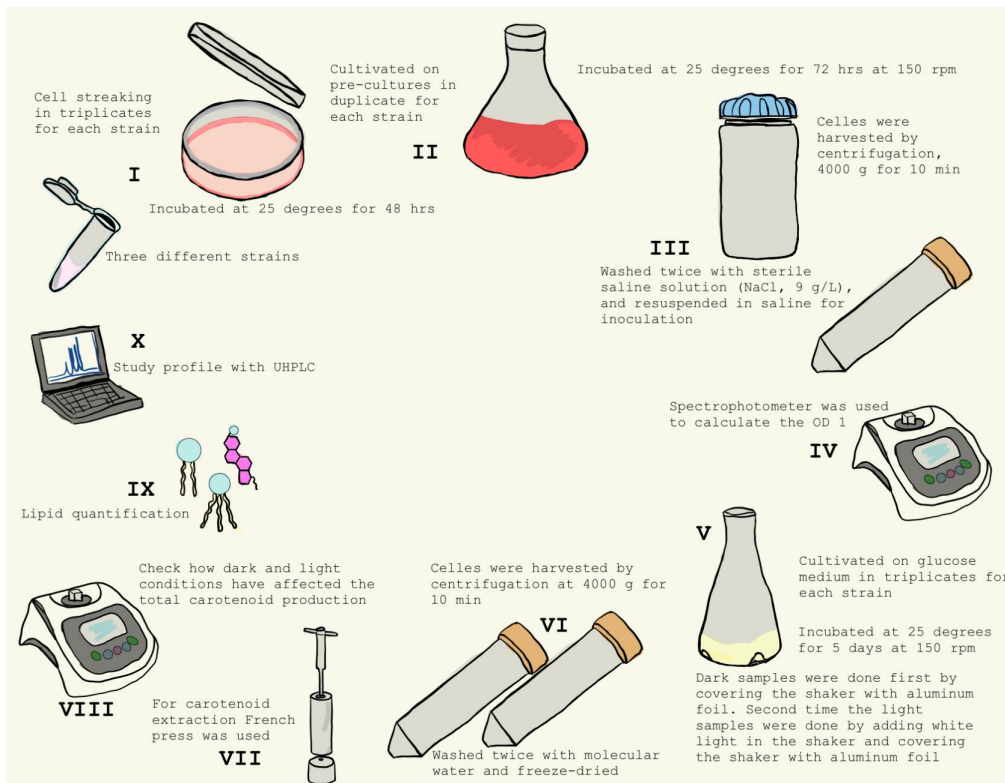 Cell streaking
in triplicates
for each strain
I
Incubated at 25 degrees for 48 hrs
Three different strains
Cultivated on
pre-cultures in
duplicate for
each strain
II
Incubated at 25 degrees for 72 hrs at 150 rpm
Celles were
harvested by
centrifugation,
4000 g for 10 min
III
Washed twice with sterile
saline solution (NaCl, 9 g/L),
and resuspended in saline for
inoculation
Spectrophotometer was used
to calculate the OD 1
IV
V
Cultivated on glucose
medium in triplicates for
each strain
Incubated at 25 degrees
for 5 days at 150 rpm
Dark samples were done first by
covering the shaker with aluminum
foil. Second time the light
samples were done by adding white
light in the shaker and covering
the shaker with aluminum foil
Celles were harvested by
centrifugation at 4000 g for
10 min
VI
Washed twice with molecular
water and freeze-dried
For carotenoid
extraction French
press was used
VII
Check how dark and light
conditions have affected the
total carotenoid production
VIII
IX
Lipid quantification
X
Study profile with UHPLC